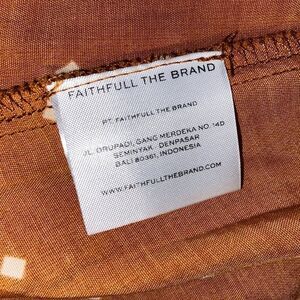 FAITHFULL THE BRAND
PT. FAITHFULL THE BRAND
JL. DRUPADI, GANG MERDEKA NO. 14D
SEMINYAK - DENPASAR
BALI 80361, INDONESIA
WWW.FAITHFULLTHEBRAND.COM